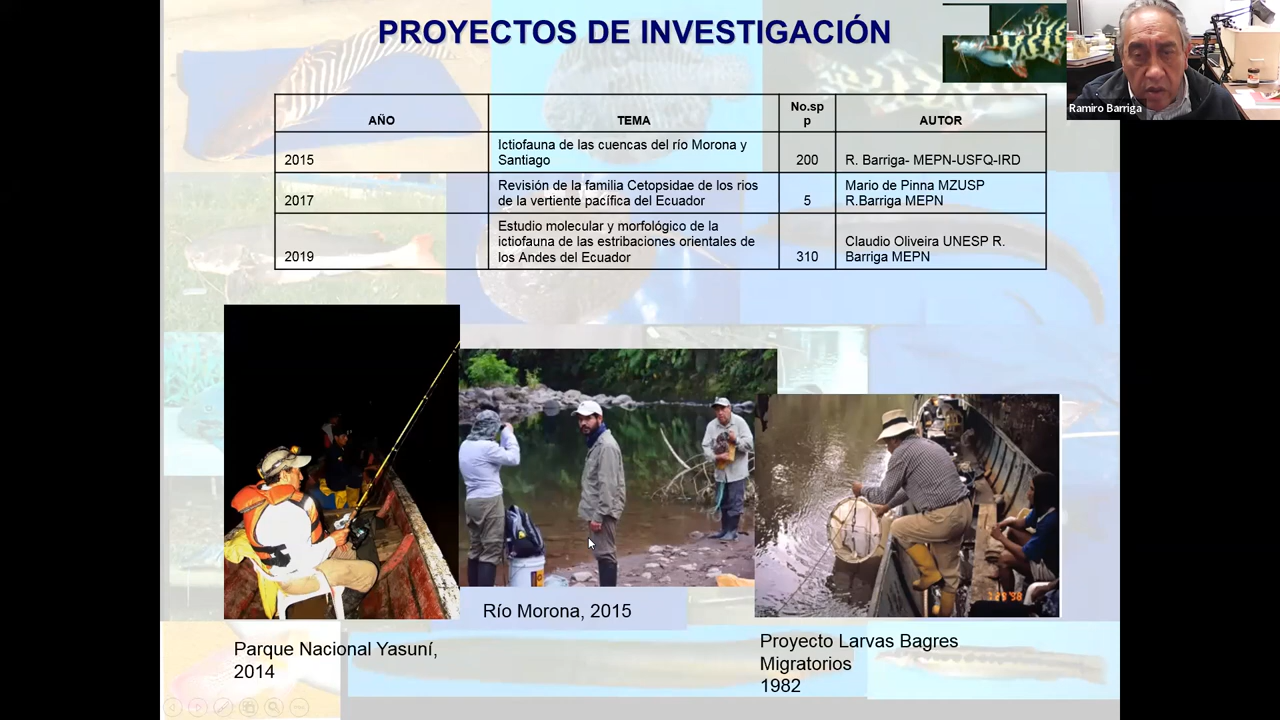 PROYECTOS DE INVESTIGACIÓN
Ramiro Barriga
AÑO
TEMA
No.sp
p
AUTOR
2015
Ictiofauna de las cuencas del río Morona y
Santiago
200
R. Barriga- MEPN-USFQ-IRD
2017
Revisión de la familia Cetopsidae de los rios
de la vertiente pacífica del Ecuador
5
Mario de Pinna MZUSP
R.Barriga MEPN
2019
Estudio molecular y morfológico de la
ictiofauna de las estribaciones orientales de
los Andes del Ecuador
310
Claudio Oliveira UNESP R.
Barriga MEPN
Río Morona, 2015
Parque Nacional Yasuní,
2014
Proyecto Larvas Bagres
Migratorios
1982